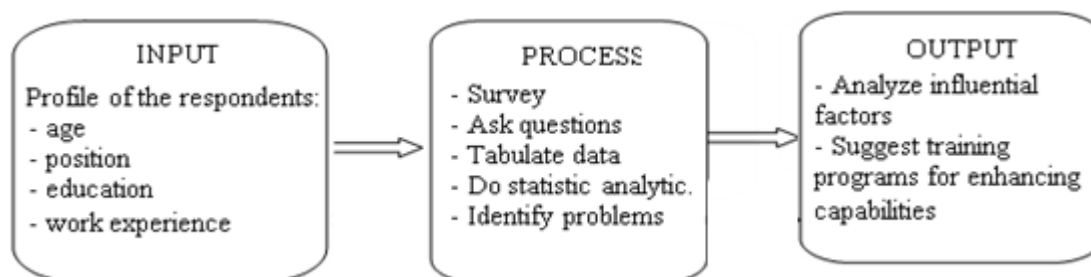 INPUT
Profile of the respondents:
- age
- position
- education
- work experience
PROCESS
- Survey
- Ask questions
- Tabulate data
- Do statistic analytic.
- Identify problems
OUTPUT
- Analyze influential
factors
- Suggest training
programs for enhancing
capabilities